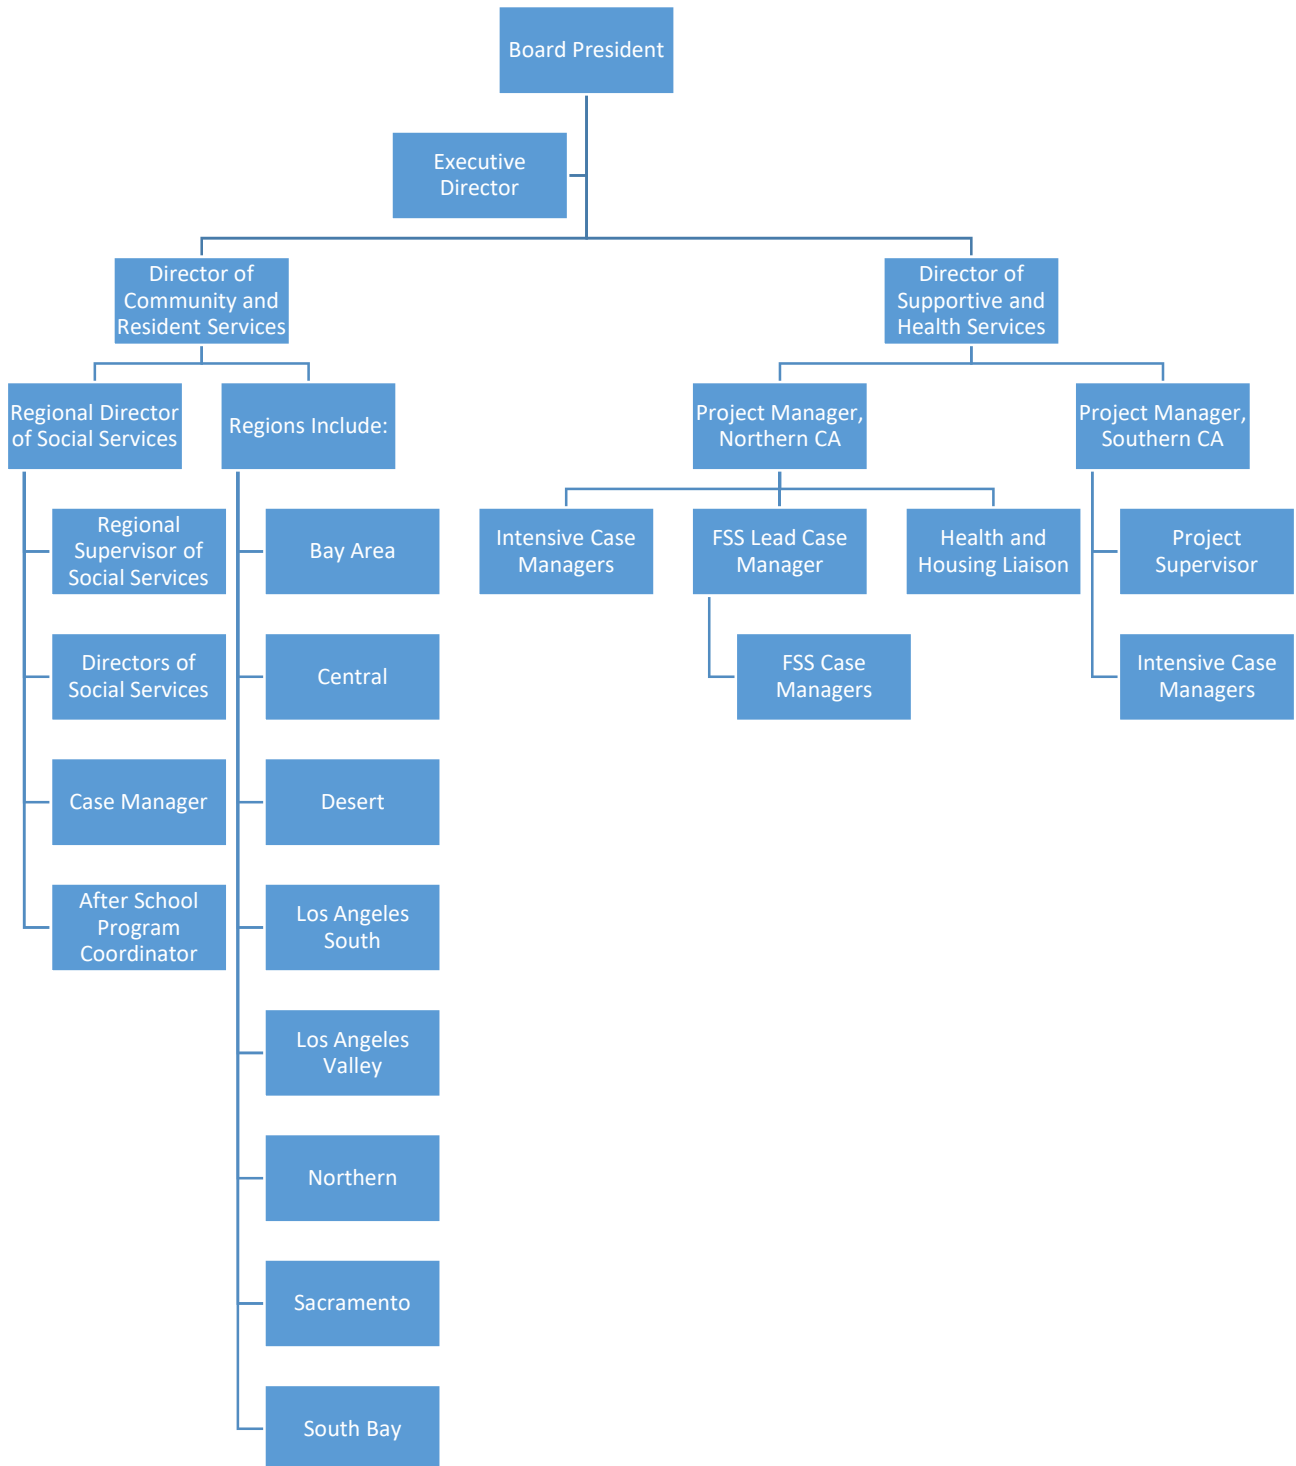 Board President
Executive
Director
Director of
Community and
Resident Services
Director of
Supportive and
Health Services
Regional Director
of Social Services
Regions Include:
Project Manager,
Northern CA
Project Manager,
Southern CA
Regional
Supervisor of
Social Services
Bay Area
Intensive Case
Managers
FSS Lead Case
Manager
Health and
Housing Liaison
Project
Supervisor
Directors of
Social Services
Central
FSS Case
Managers
Intensive Case
Managers
Case Manager
Desert
After School
Program
Coordinator
Los Angeles
South
Los Angeles
Valley
Northern
Sacramento
South Bay